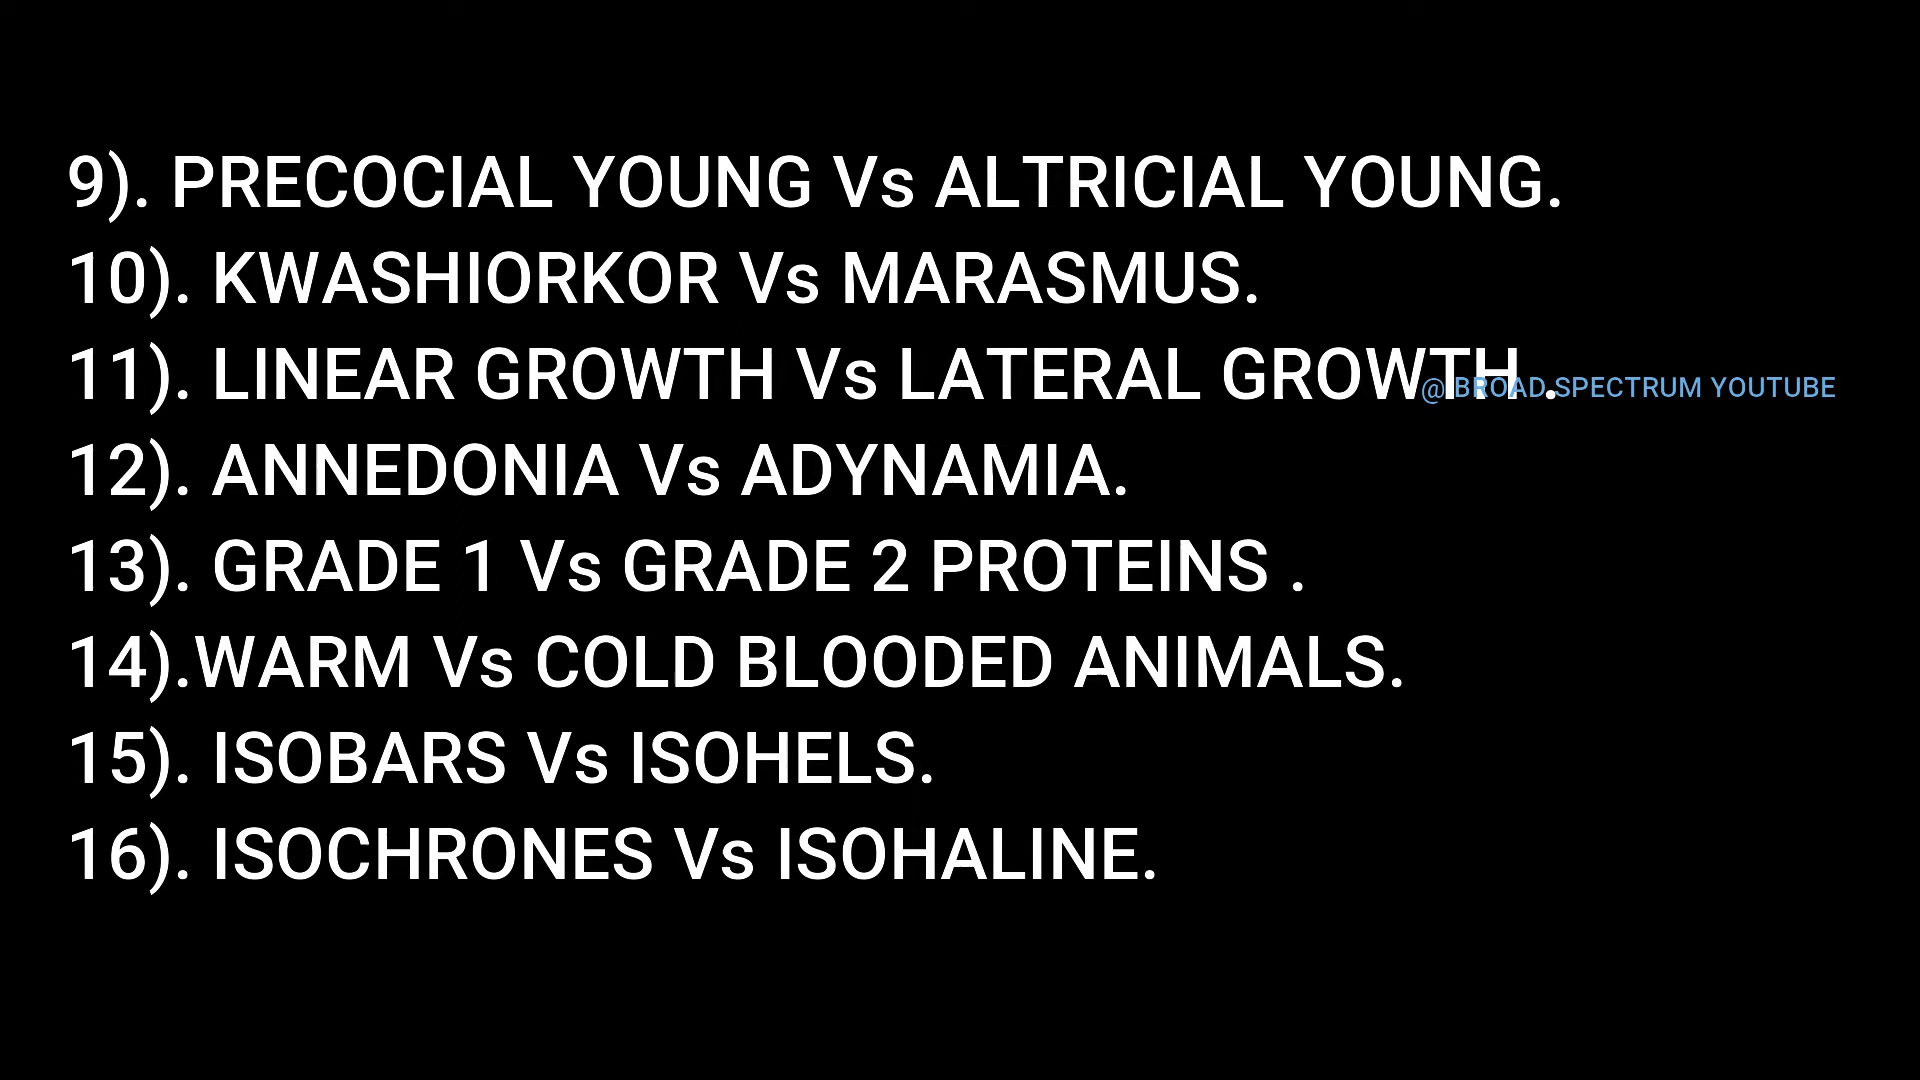 9). PRECOCIAL YOUNG Vs ALTRICIAL YOUNG.
10). KWASHIORKOR Vs MARASMUS.
11). LINEAR GROWTH Vs LATERAL GROWTH .
@ BROAD SPECTRUM YOUTUBE
12). ANNEDONIA Vs ADYNAMIA.
13). GRADE 1 Vs GRADE 2 PROTEINS .
14).WARM Vs COLD BLOODED ANIMALS.
15). ISOBARS Vs ISOHELS.
16). ISOCHRONES Vs ISOHALINE.